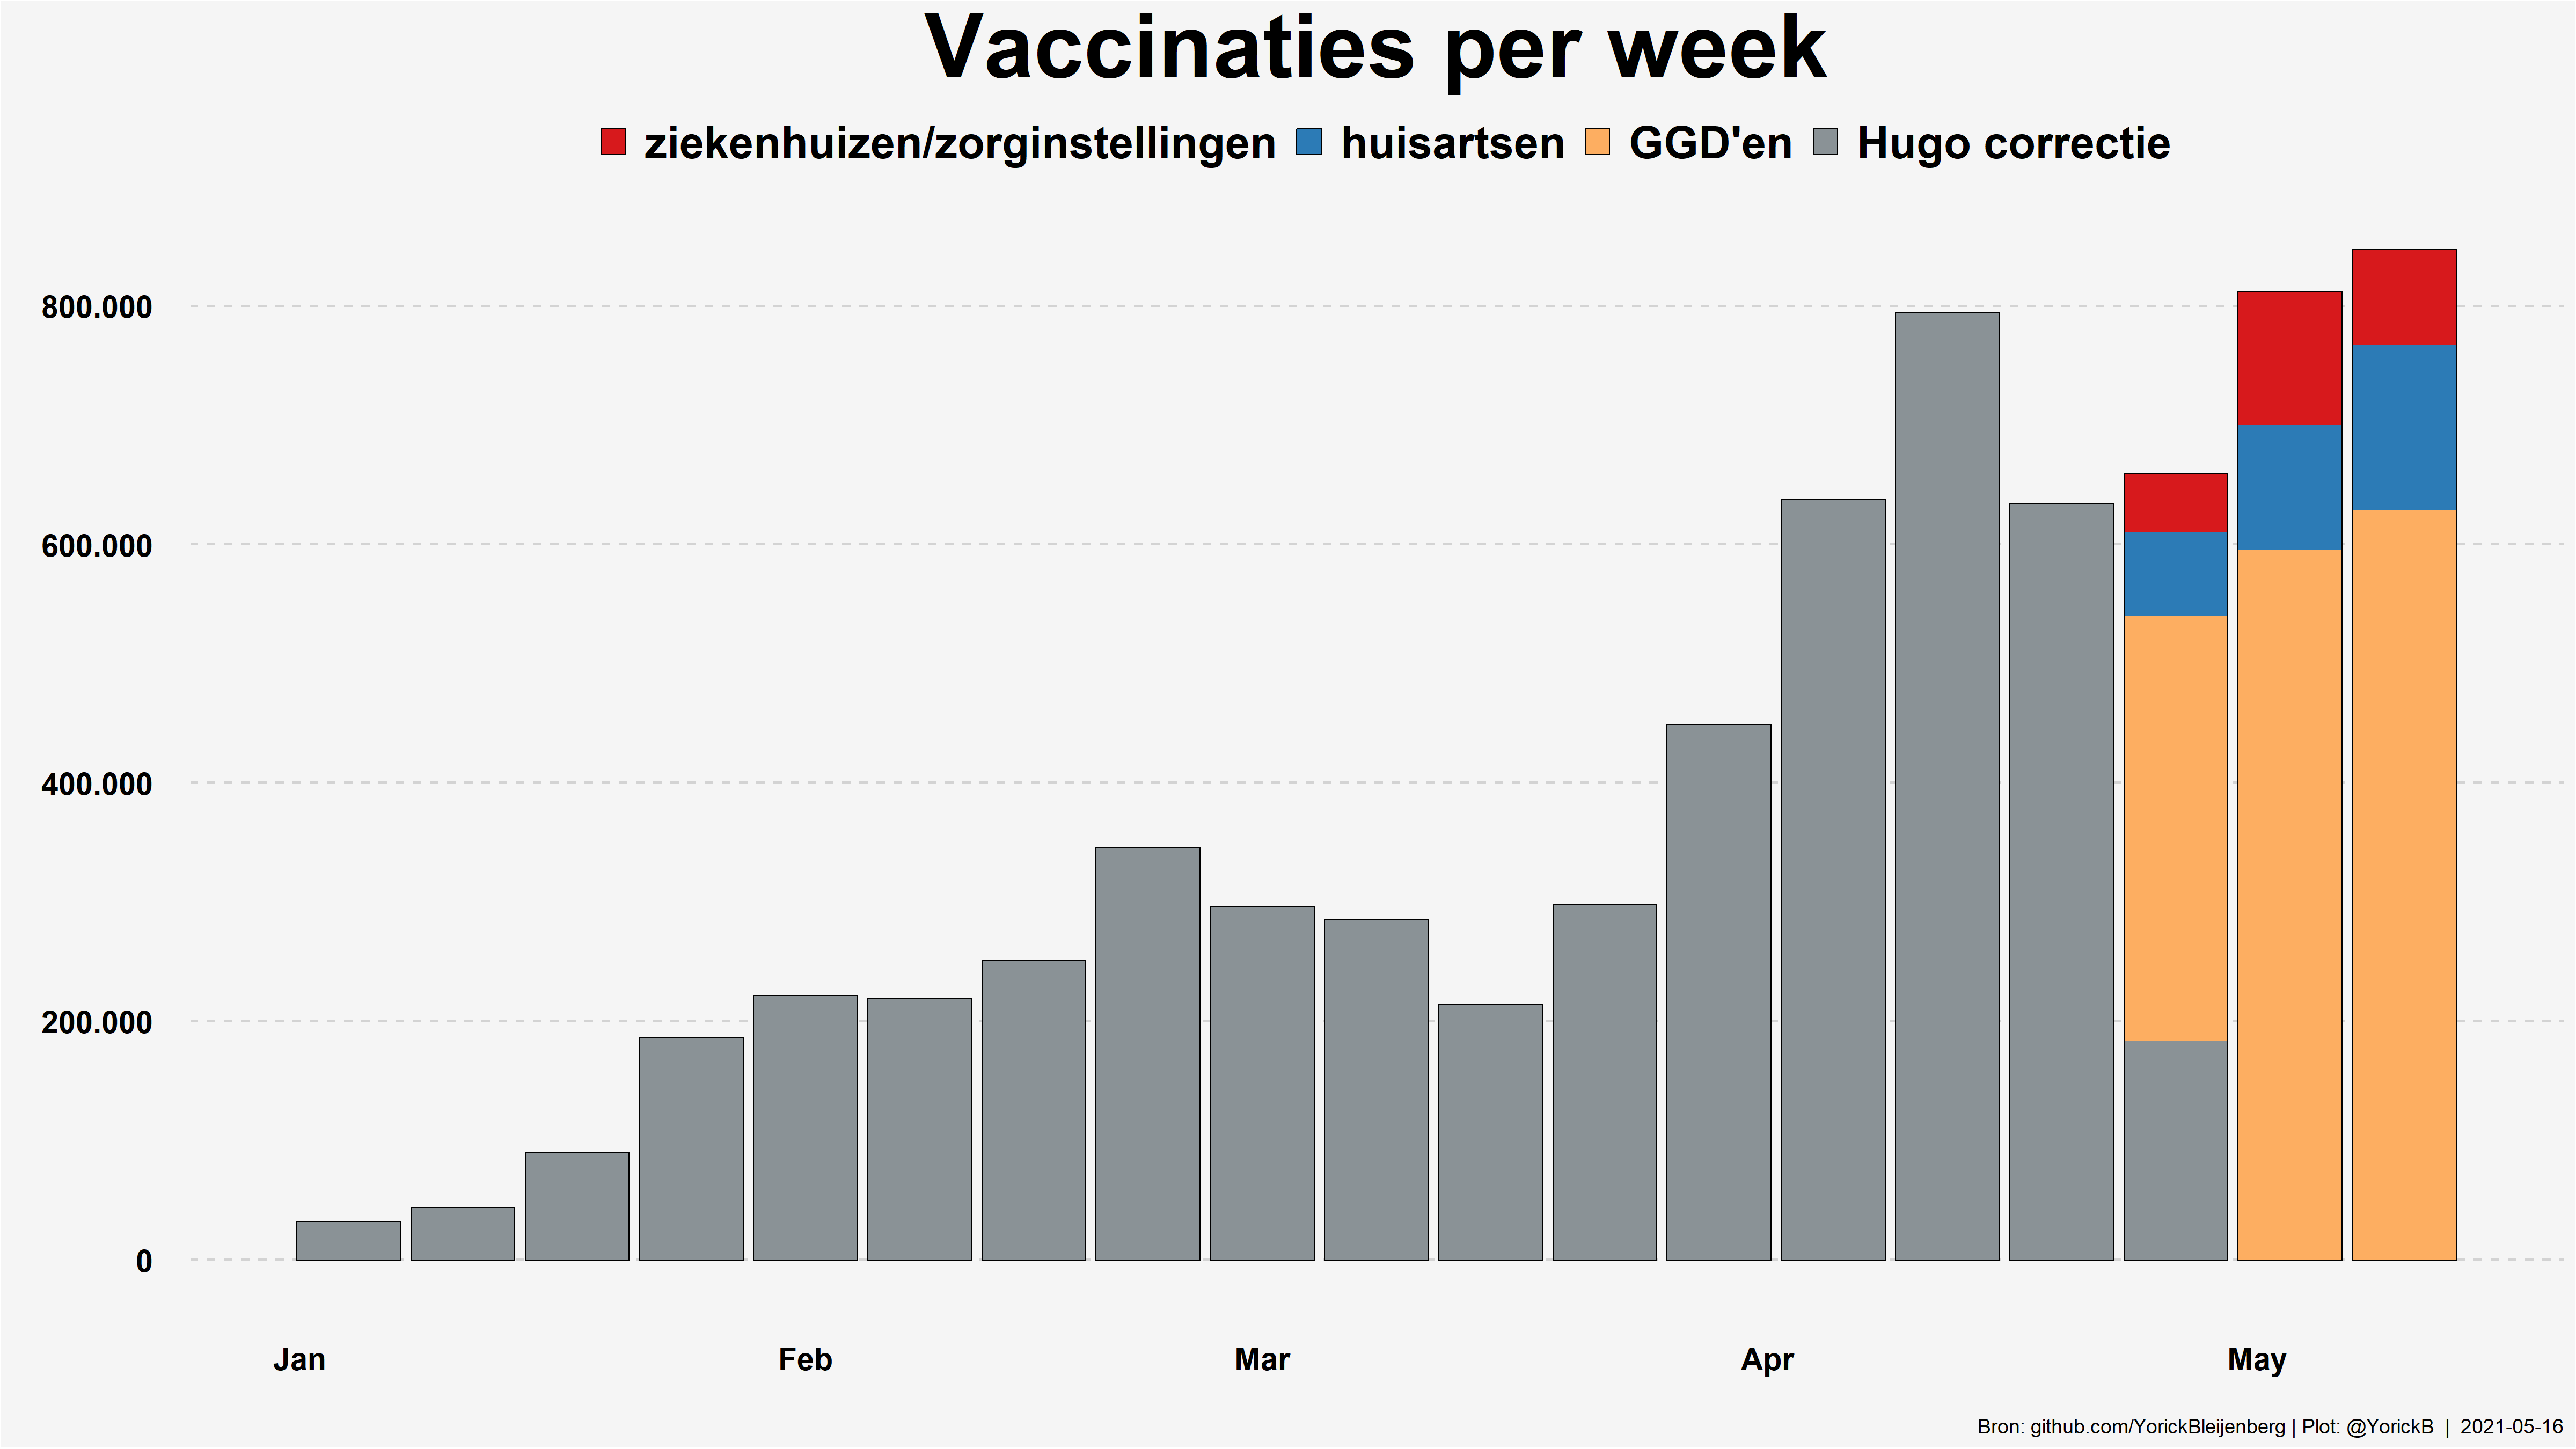 Vaccinaties per week
ziekenhuizen/zorginstellingen huisartsen GGD'en Hugo correctie
800.000
600.000
400.000
200.000
0
Jan Feb Mar Apr May
Bron: github.com/YorickBleijenberg | Plot: @YorickB | 2021-05-16